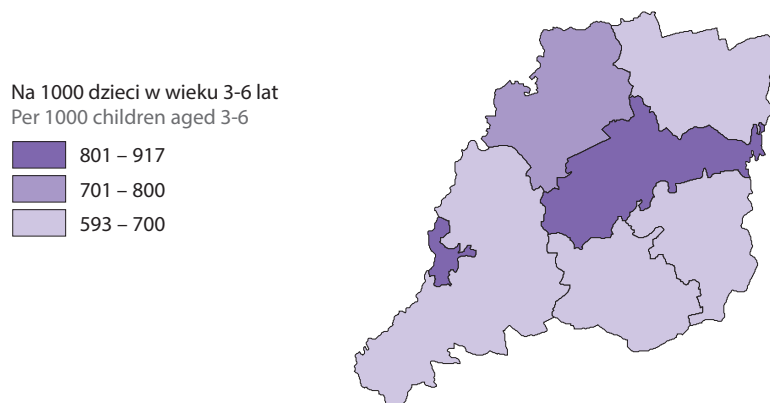 Na 1000 dzieci w wieku 3-6 lat
Per 1000 children aged 3-6
801 – 917
701 – 800
593 – 700